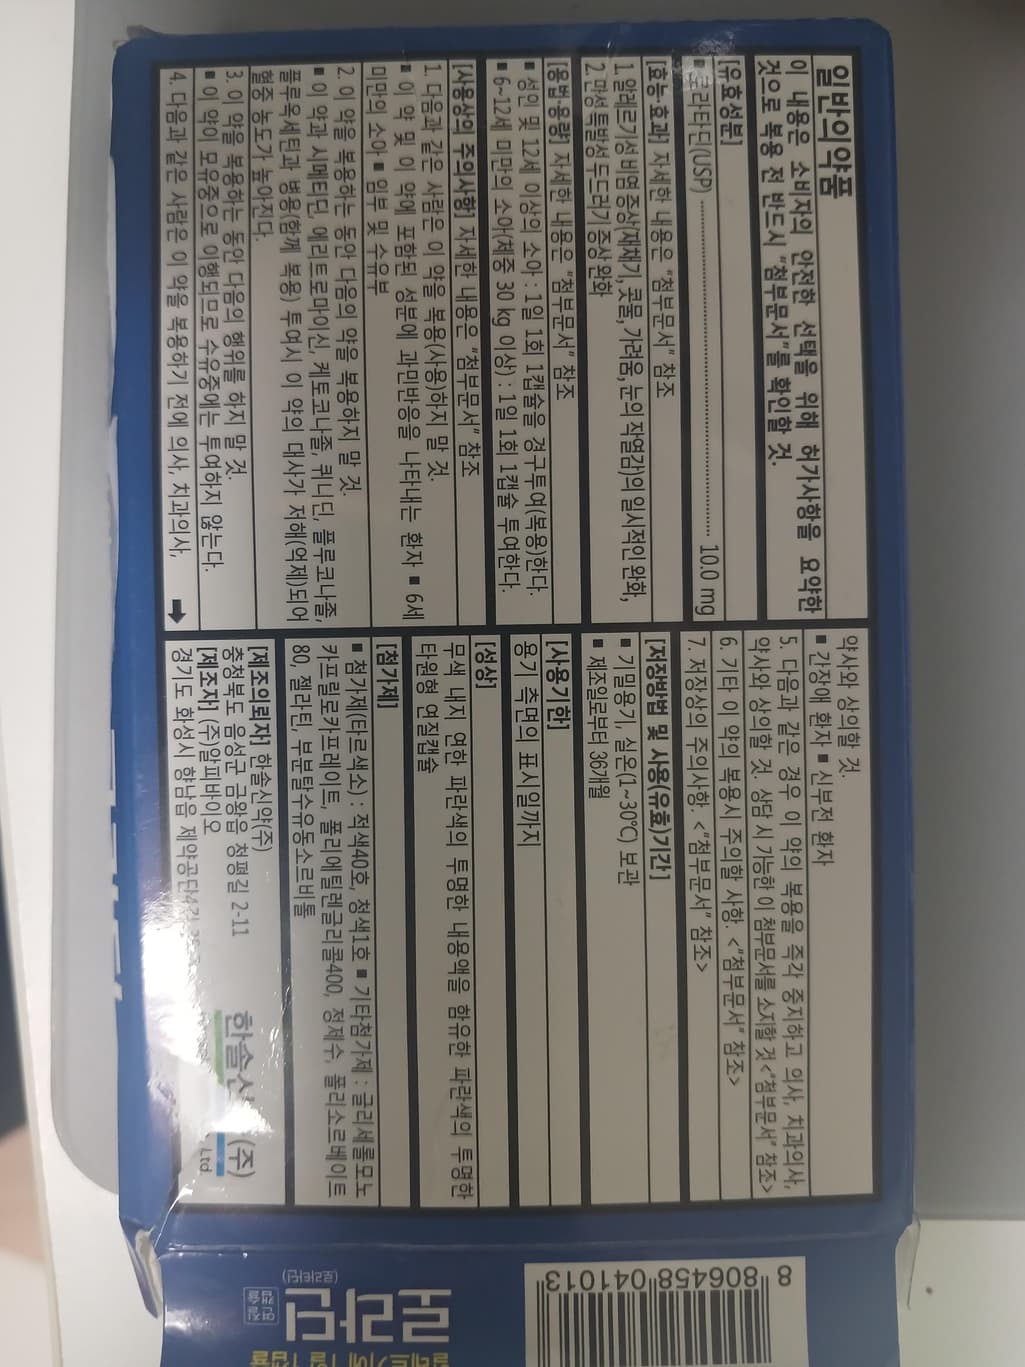 일반의약품
이 내용은 소비자의 안전한 선택을 위해 허가사항을 요약한
것으로 복용 전 반드시 "첨부문서"를 확인할 것.
[유효성분]
■ 로라타딘(USP) 10.0 mg
[효능·효과] 자세한 내용은 "첨부문서" 참조
1. 알레르기성비염 증상(재채기, 콧물, 가려움, 눈의 작열감)의 일시적인 완화,
2. 만성특발성두드러기 증상 완화
[용법·용량] 자세한 내용은 "첨부문서" 참조
■ 성인 및 12세 이상의 소아 : 1일 1회 1캡슐을 경구투여(복용)한다.
■ 6~12세 미만의 소아(체중 30 kg 이상) : 1일 1회 1캡슐 투여한다.
[사용상의 주의사항] 자세한 내용은 "첨부문서" 참조
1. 다음과 같은 사람은 이 약을 복용(사용)하지 말 것.
■ 이 약 및 이 약에 포함된 성분에 과민반응을 나타내는 환자 ■ 6세
미만의 소아 ■ 임부 및 수유부
2. 이 약을 복용하는 동안 다음의 약을 복용하지 말 것.
■ 이 약과 시메티딘, 에리트로마이신, 케토코나졸, 퀴니딘, 플루코나졸,
플루옥세틴과 병용(함께 복용) 투여시 이 약의 대사가 저해(억제)되어
혈중 농도가 높아진다.
3. 이 약을 복용하는 동안 다음의 행위를 하지 말 것.
■ 이 약이 모유중으로 이행되므로 수유중에는 투여하지 않는다.
4. 다음과 같은 사람은 이 약을 복용하기 전에 의사, 치과의사, ➡
약사와 상의할 것.
■ 간장애 환자 ■ 신부전 환자
5. 다음과 같은 경우 이 약의 복용을 즉각 중지하고 의사, 치과의사,
약사와 상의할 것. 상담 시 가능한 이 첨부문서를 소지할 것 <"첨부문서" 참조>
6. 기타 이 약의 복용시 주의할 사항. <"첨부문서" 참조>
7. 저장상의 주의사항. <"첨부문서" 참조>
[저장방법 및 사용(유효)기간]
■ 기밀용기, 실온(1~30℃) 보관
■ 제조일로부터 36개월
[사용기한]
용기 측면의 표시일까지
[성상]
무색 내지 연한 파란색의 투명한 내용액을 함유한 파란색의 투명한
타원형 연질캡슐
[첨가제]
■ 첨가제(타르색소) : 적색40호, 청색1호 ■ 기타첨가제 : 글리세롤모노
카프릴로카프레이트, 폴리에틸렌글리콜400, 정제수, 폴리소르베이트
80, 젤라틴, 부분탄수유동소르비톨
[제조의뢰자] 한솔신약(주)
충청북도 음성군 금왕읍 청평길 2-11
[제조자] (주)알피바이오
경기도 화성시 향남읍 제약공단4길
한솔신 (주)
Ltd
8 806458 041013
알레르기에 1일 1캡슐
로라딘
연질캡슐